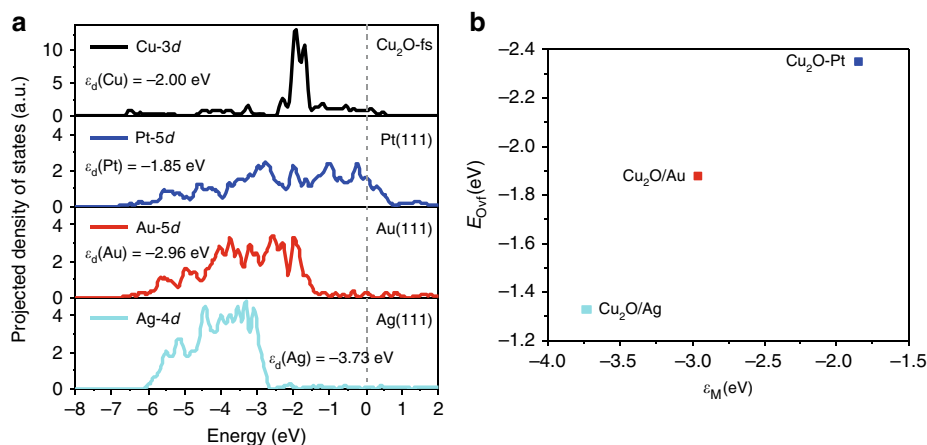 a
Projected density of states (a.u.)
10
5
0
Cu-3d
Cu₂O-fs
εd(Cu) = −2.00 eV
4
2
0
Pt-5d
Pt(111)
εd(Pt) = −1.85 eV
4
2
0
Au-5d
Au(111)
εd(Au) = −2.96 eV
4
2
0
Ag-4d
Ag(111)
εd(Ag) = −3.73 eV
−8 −7 −6 −5 −4 −3 −2 −1 0 1 2
Energy (eV)
b
EOvf(eV)
−2.4
−2.2
−2.0
−1.8
−1.6
−1.4
−1.2
Cu₂O-Pt
Cu₂O/Au
Cu₂O/Ag
−4.0 −3.5 −3.0 −2.5 −2.0 −1.5
εM(eV)